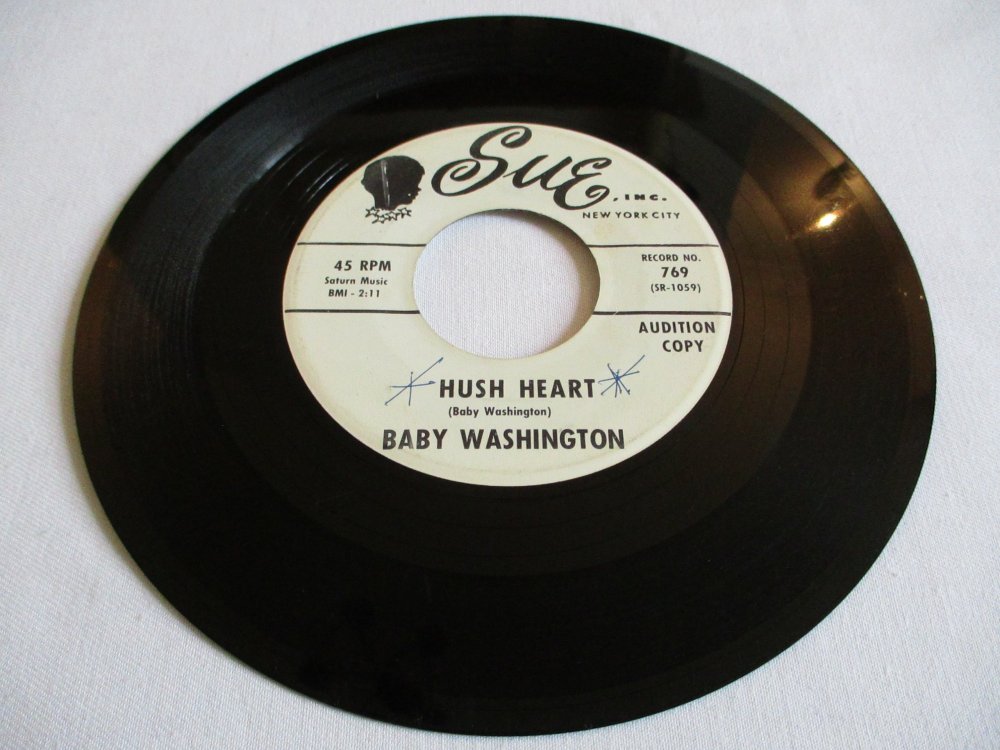 Sue, INC.
NEW YORK CITY
45 RPM
Saturn Music
BMI - 2:11
RECORD NO.
769
(SR-1059)
AUDITION
COPY
HUSH HEART
(Baby Washington)
BABY WASHINGTON